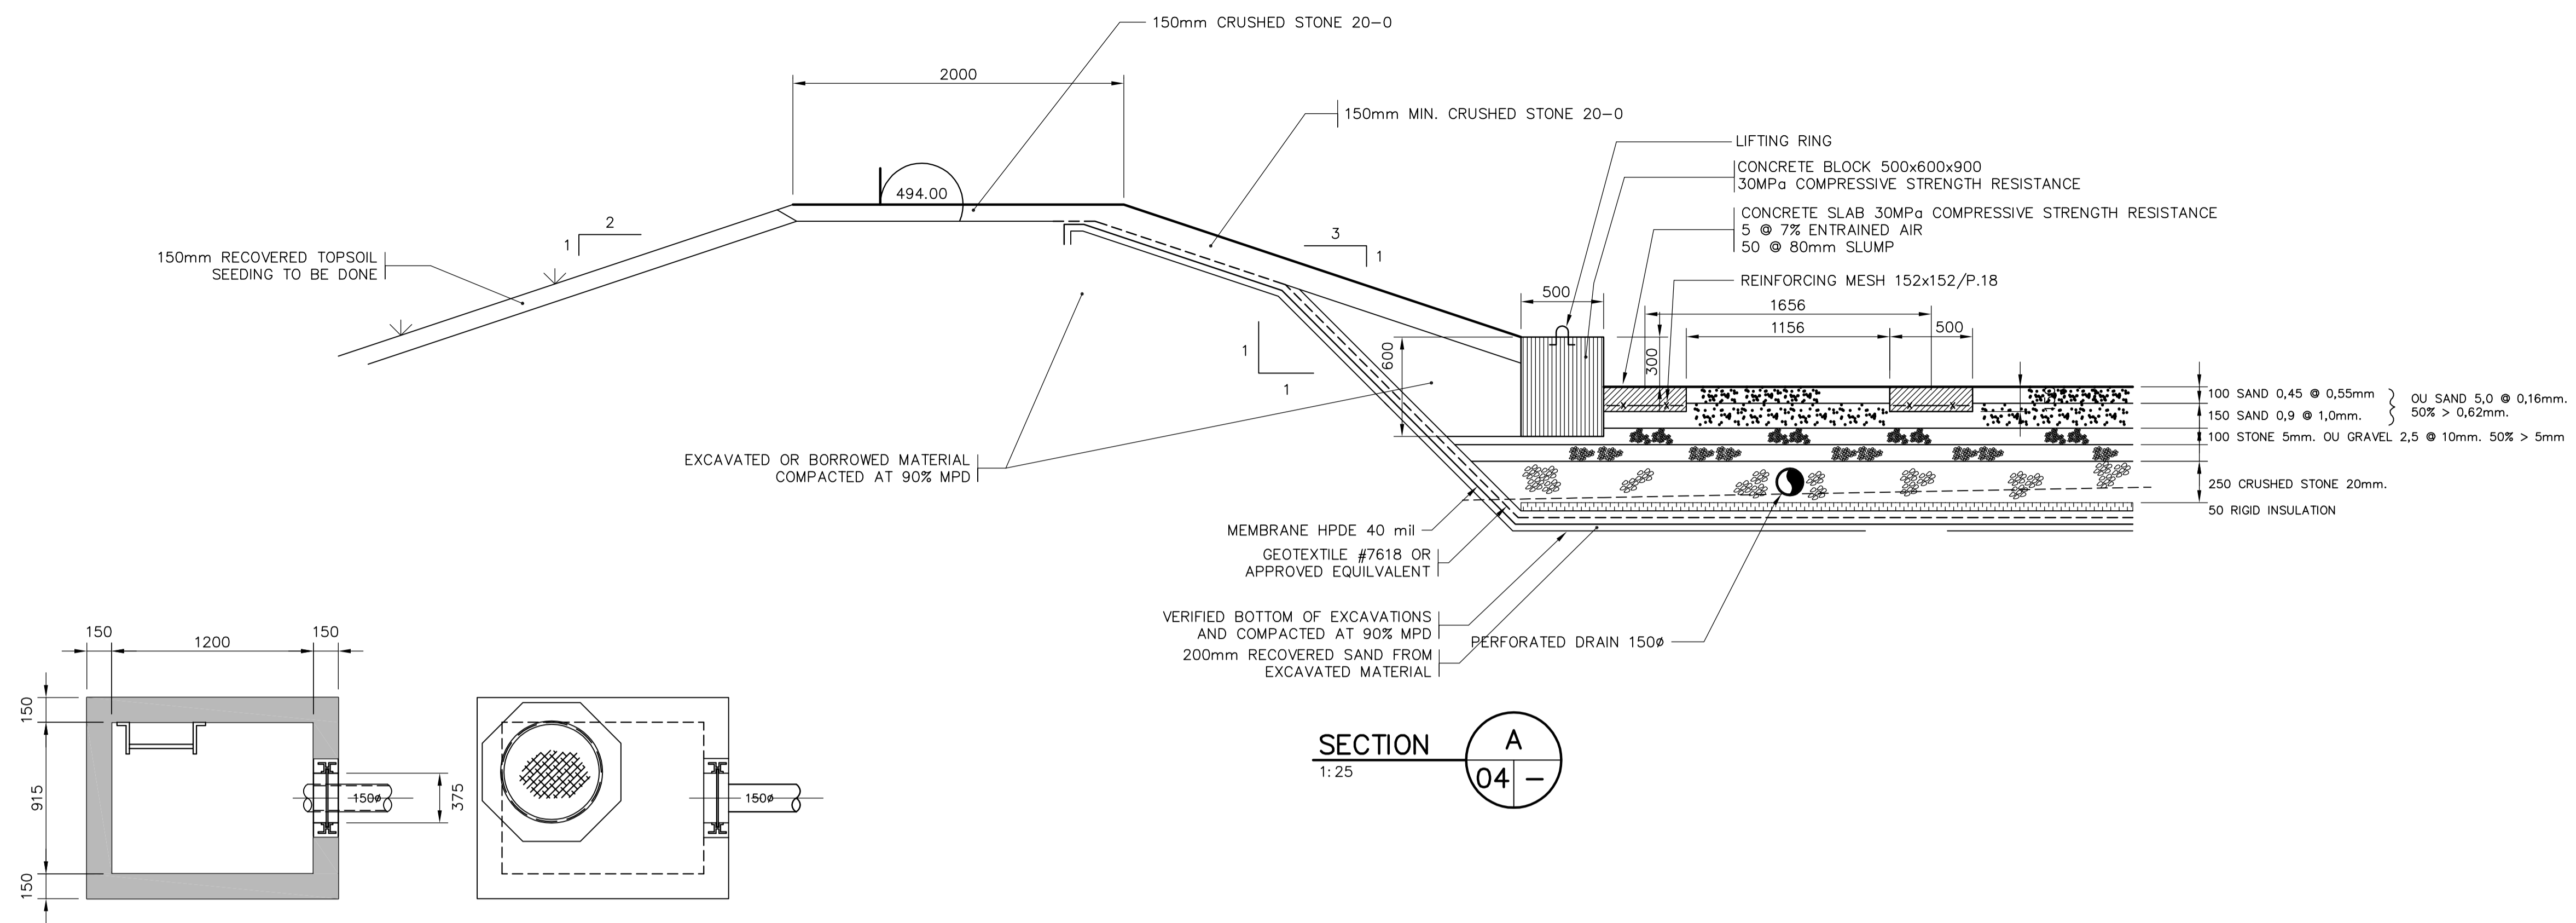 150mm CRUSHED STONE 20-0
2000
150mm MIN. CRUSHED STONE 20-0
LIFTING RING
CONCRETE BLOCK 500x600x900
30MPa COMPRESSIVE STRENGTH RESISTANCE
494.00
CONCRETE SLAB 30MPa COMPRESSIVE STRENGTH RESISTANCE
5 @ 7% ENTRAINED AIR
50 @ 80mm SLUMP
2
1
3
1
150mm RECOVERED TOPSOIL
SEEDING TO BE DONE
REINFORCING MESH 152x152/P.18
500
1656
1156
500
600
300
1
1
100 SAND 0,45 @ 0,55mm
150 SAND 0,9 @ 1,0mm.
OU SAND 5,0 @ 0,16mm.
50% > 0,62mm.
100 STONE 5mm. OU GRAVEL 2,5 @ 10mm. 50% > 5mm
250 CRUSHED STONE 20mm.
50 RIGID INSULATION
x x
x x
EXCAVATED OR BORROWED MATERIAL
COMPACTED AT 90% MPD
MEMBRANE HPDE 40 mil
GEOTEXTILE #7618 OR
APPROVED EQUILVALENT
VERIFIED BOTTOM OF EXCAVATIONS
AND COMPACTED AT 90% MPD
PERFORATED DRAIN 150ø
200mm RECOVERED SAND FROM
EXCAVATED MATERIAL
150
1200
150
150
915
150
150ø
375
150ø
SECTION
1:25
A
04 -